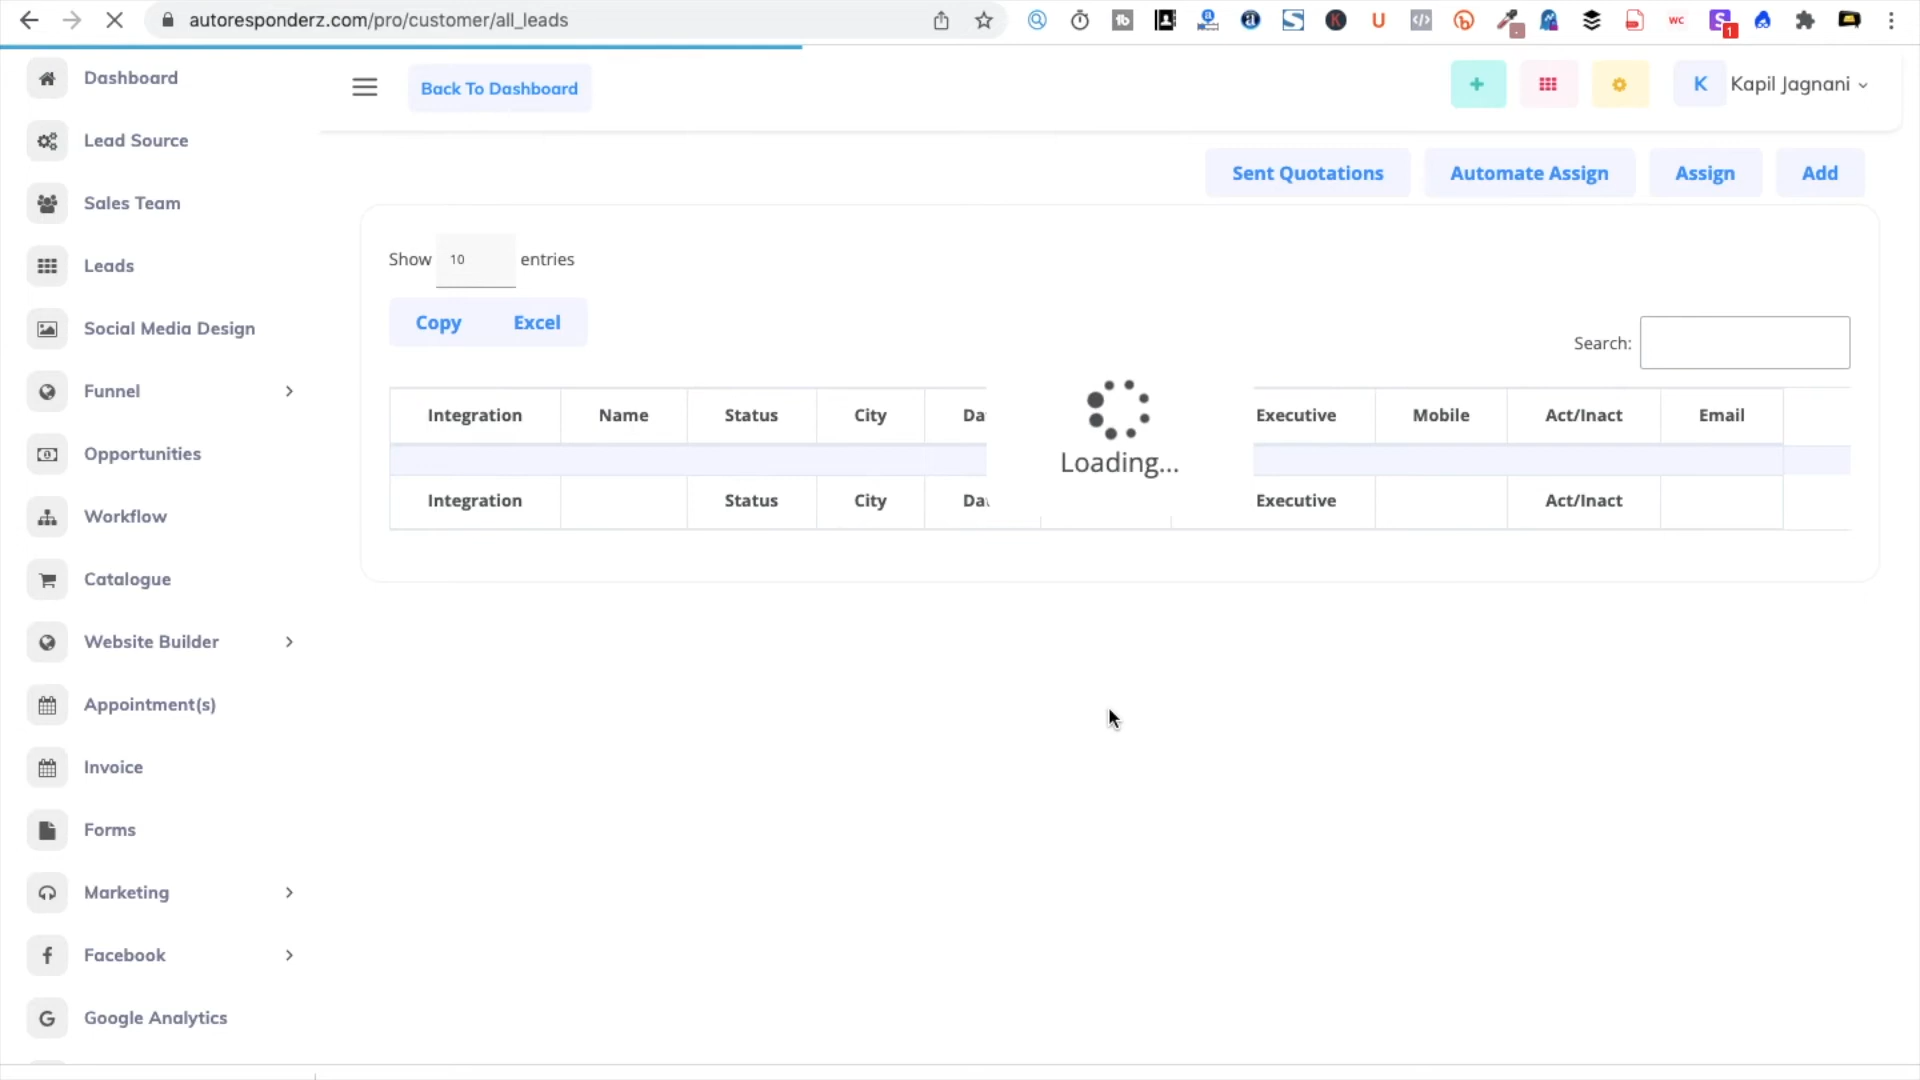 autoresponderz.com/pro/customer/all_leads
Dashboard
Lead Source
Sales Team
Leads
Social Media Design
Funnel
Opportunities
Workflow
Catalogue
Website Builder
Appointment(s)
Invoice
Forms
Marketing
Facebook
Google Analytics
Back To Dashboard
K Kapil Jagnani
Sent Quotations Automate Assign Assign Add
Show 10 entries
Copy Excel
Search:
Integration Name Status City Da Executive Mobile Act/Inact Email
Loading...
Integration Status City Da Executive Act/Inact